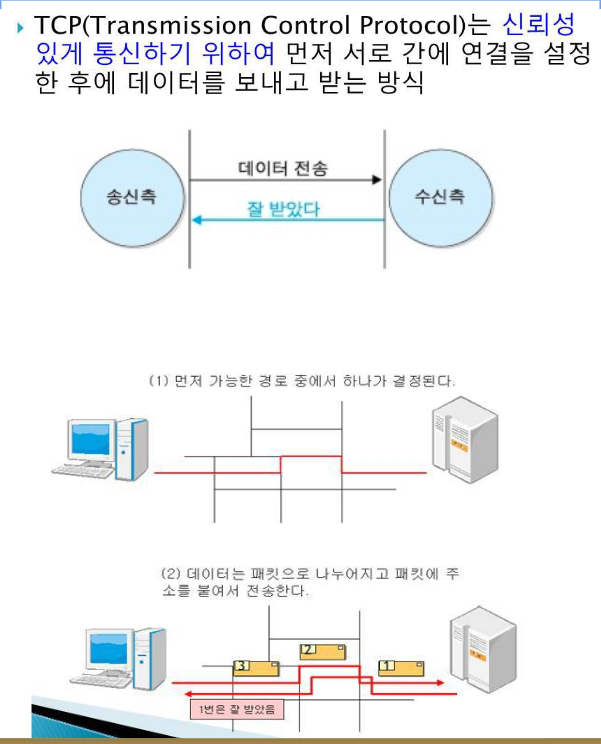 TCP(Transmission Control Protocol)는 신뢰성
있게 통신하기 위하여 먼저 서로 간에 연결을 설정
한 후에 데이터를 보내고 받는 방식
데이터 전송
송신측
수신측
잘 받았다
(1) 먼저 가능한 경로 중에서 하나가 결정된다.
(2) 데이터는 패킷으로 나누어지고 패킷에 주
소를 붙여서 전송한다.
2
3
1
1번은 잘 받았음